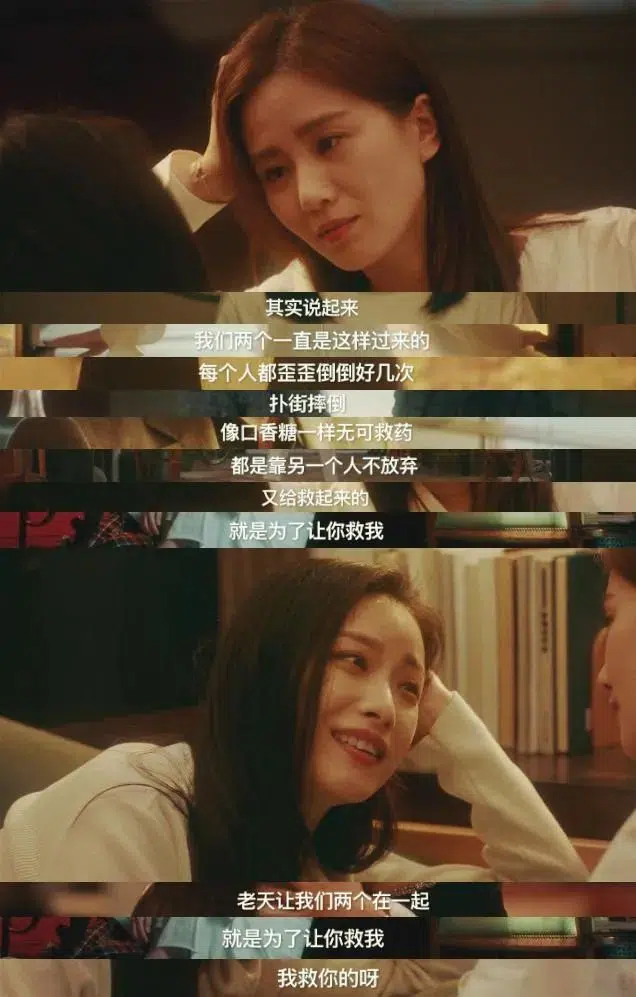 其实说起来
我们两个一直是这样过来的
每个人都歪歪倒倒好几次
扑街摔倒
像口香糖一样无可救药
都是靠另一个人不放弃
又给救起来的
就是为了让你救我
老天让我们两个在一起
就是为了让你救我
我救你的呀